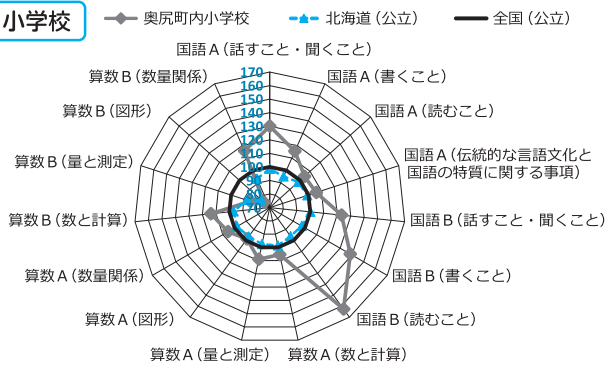 小学校
奥尻町内小学校
北海道（公立）
全国（公立）
国語A（話すこと・聞くこと）
国語A（書くこと）
国語A（読むこと）
国語A（伝統的な言語文化と
国語の特質に関する事項）
国語B（話すこと・聞くこと）
国語B（書くこと）
国語B（読むこと）
算数A（数と計算）
算数A（量と測定）
算数A（図形）
算数A（数量関係）
算数B（数と計算）
算数B（量と測定）
算数B（図形）
算数B（数量関係）
170
160
150
140
130
120
110
100
90
80
70